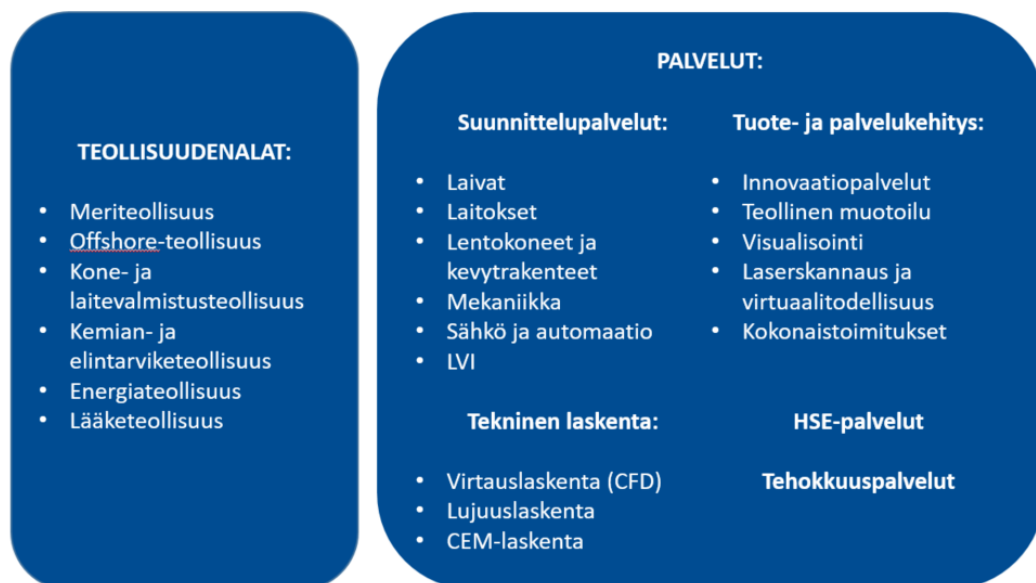 TEOLLISUUDENALAT:
• Meriteollisuus
• Offshore-teollisuus
• Kone- ja
laitevalmistusteollisuus
• Kemian- ja
elintarviketeollisuus
• Energiateollisuus
• Lääketeollisuus
PALVELUT:
Suunnittelupalvelut:
• Laivat
• Laitokset
• Lentokoneet ja
kevytrakenteet
• Mekaniikka
• Sähkö ja automaatio
• LVI
Tuote- ja palvelukehitys:
• Innovaatiopalvelut
• Teollinen muotoilu
• Visualisointi
• Laserskannaus ja
virtuaalitodellisuus
• Kokonaistoimitukset
Tekninen laskenta:
• Virtauslaskenta (CFD)
• Lujuuslaskenta
• CEM-laskenta
HSE-palvelut
Tehokkuuspalvelut